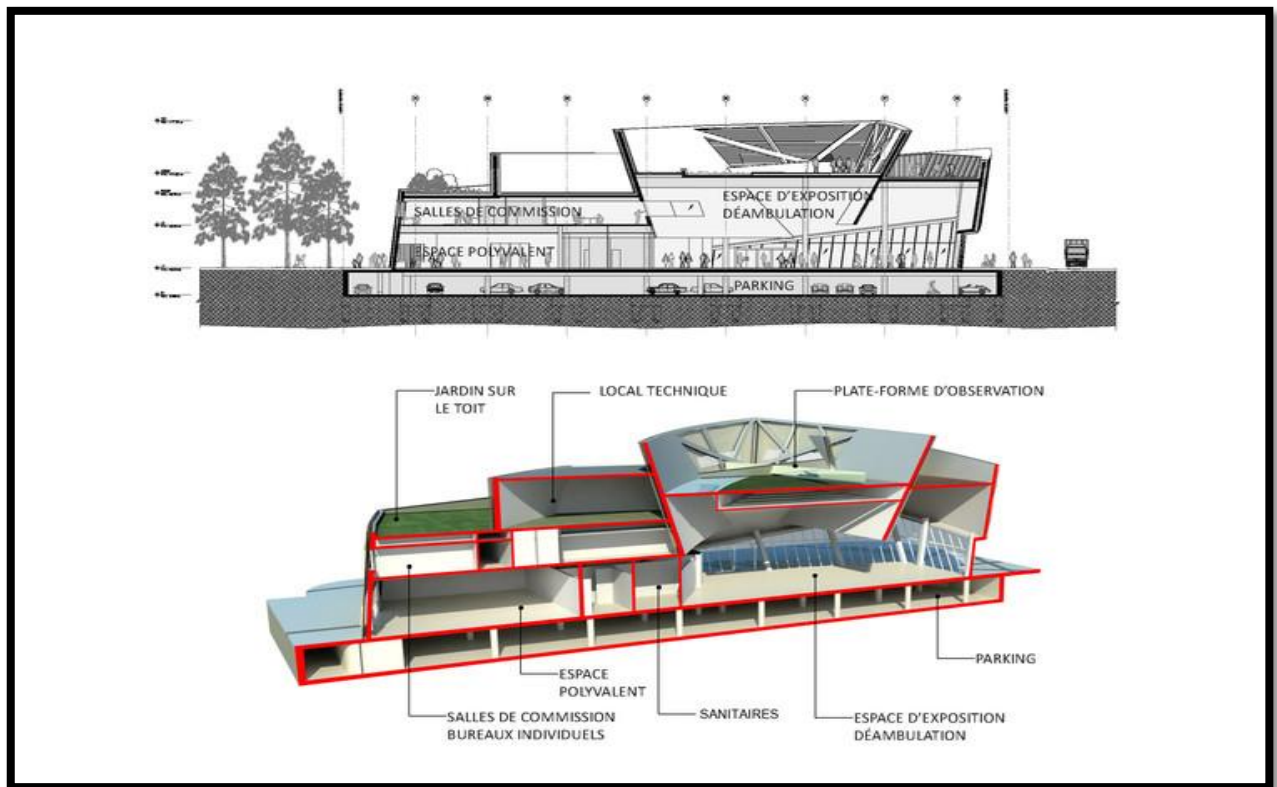 ESPACE D'EXPOSITION
DÉAMBULATION
SALLES DE COMMISSION
ESPACE POLYVALENT
PARKING
JARDIN SUR
LE TOIT
LOCAL TECHNIQUE
PLATE-FORME D'OBSERVATION
PARKING
ESPACE
POLYVALENT
SALLES DE COMMISSION
BUREAUX INDIVIDUELS
SANITAIRES
ESPACE D'EXPOSITION
DÉAMBULATION